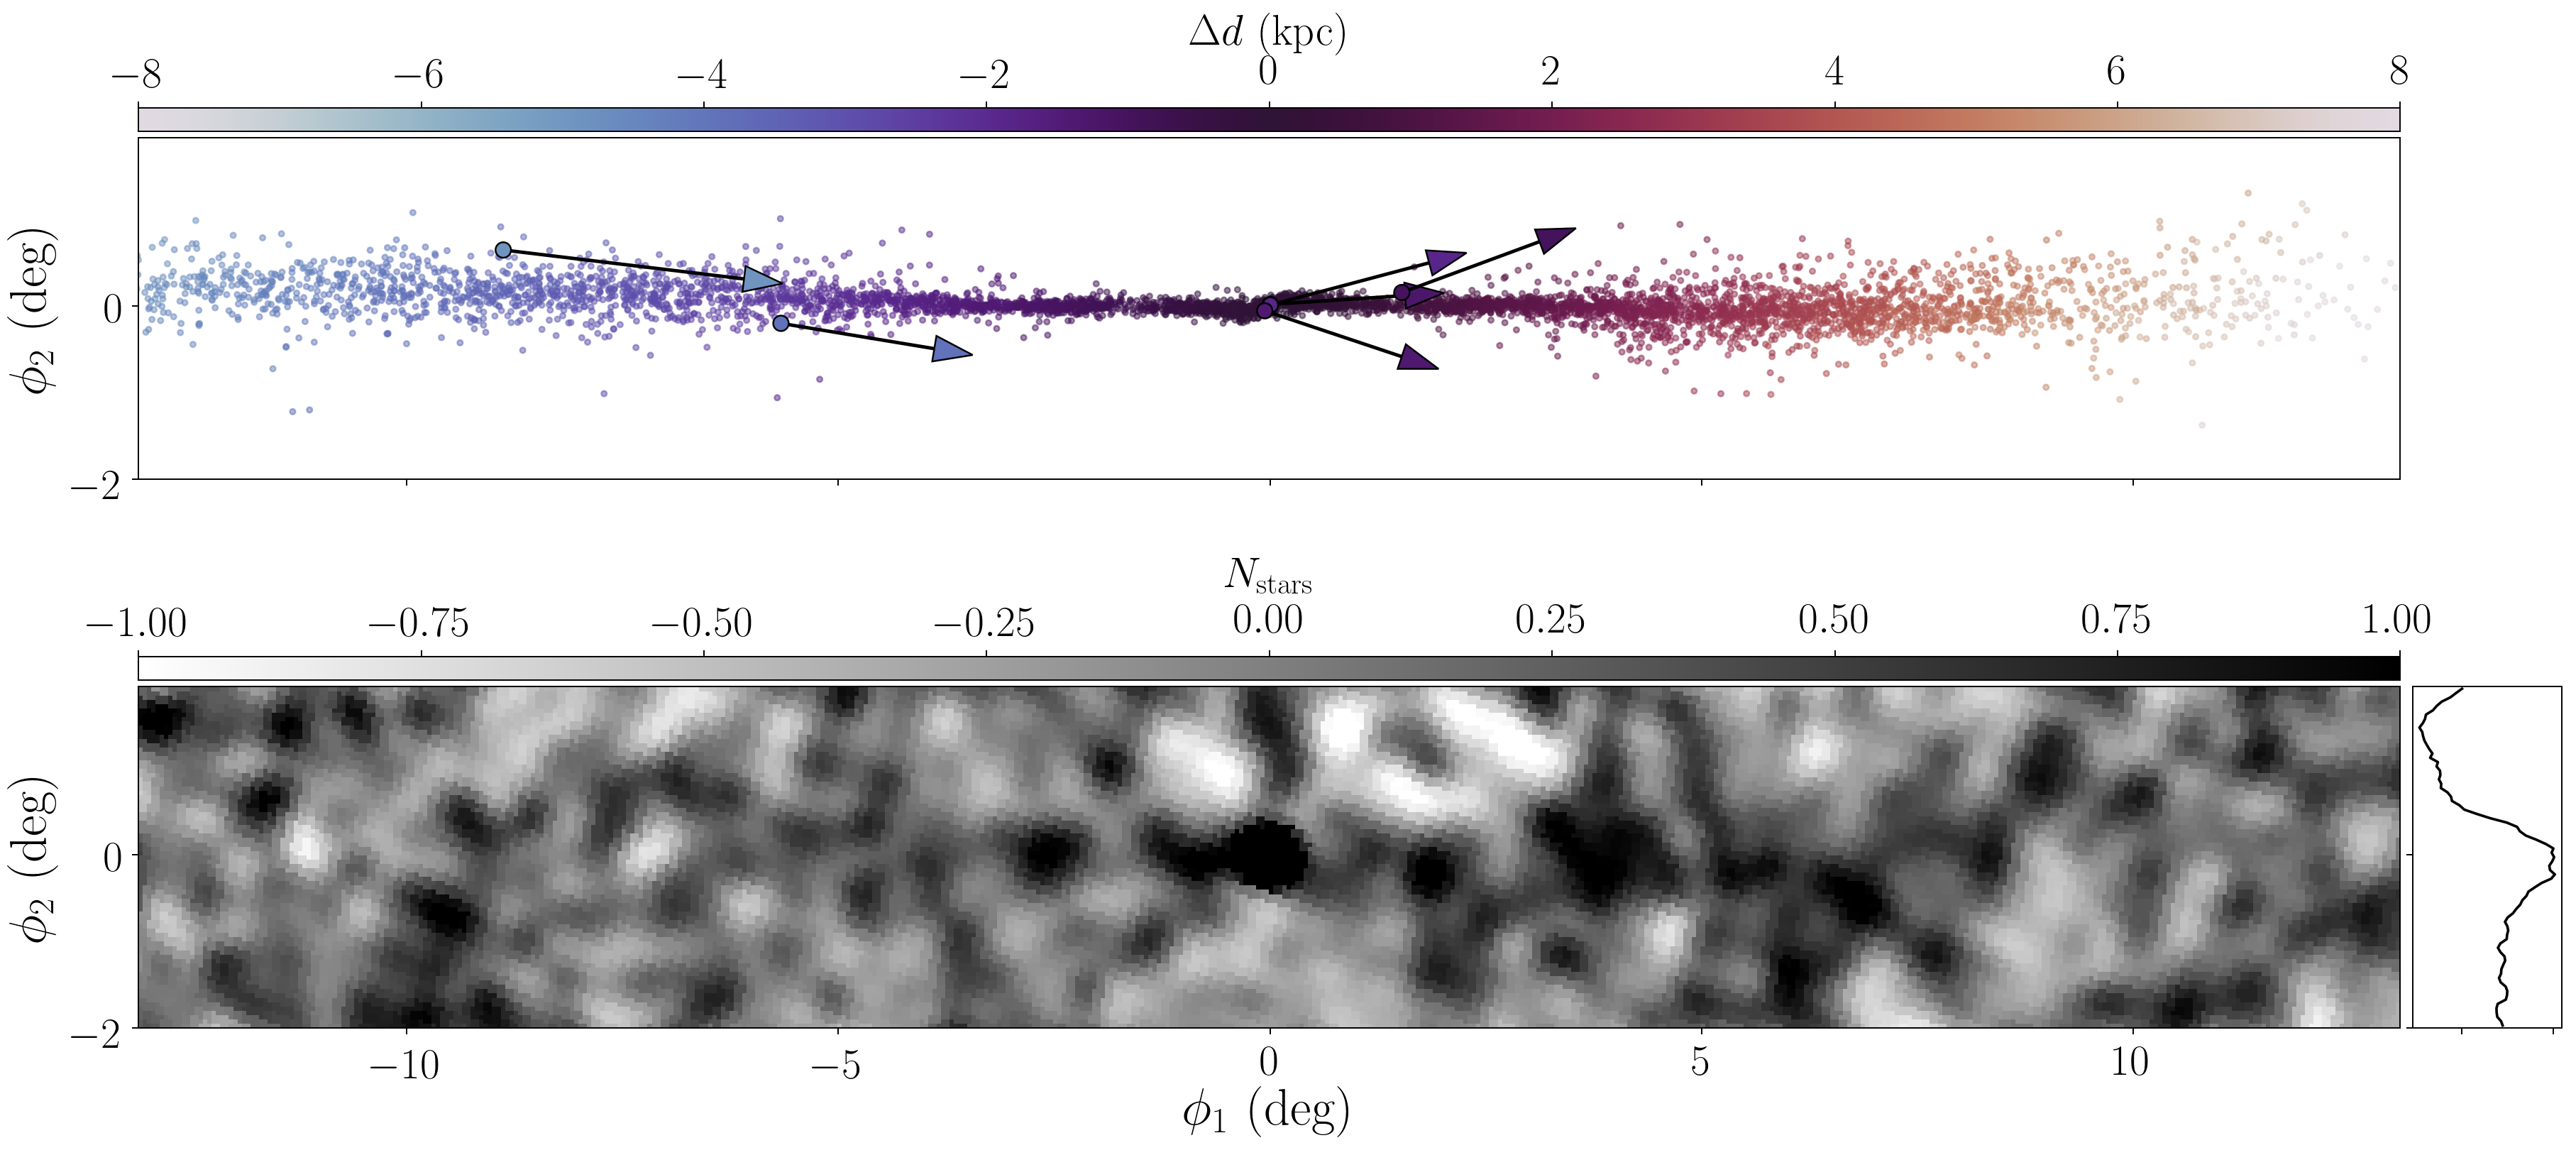 Δd (kpc)
−8 −6 −4 −2 0 2 4 6 8
ϕ₂ (deg)
0
−2
N_stars
−1.00 −0.75 −0.50 −0.25 0.00 0.25 0.50 0.75 1.00
ϕ₂ (deg)
0
−2
−10 −5 0 5 10
ϕ₁ (deg)